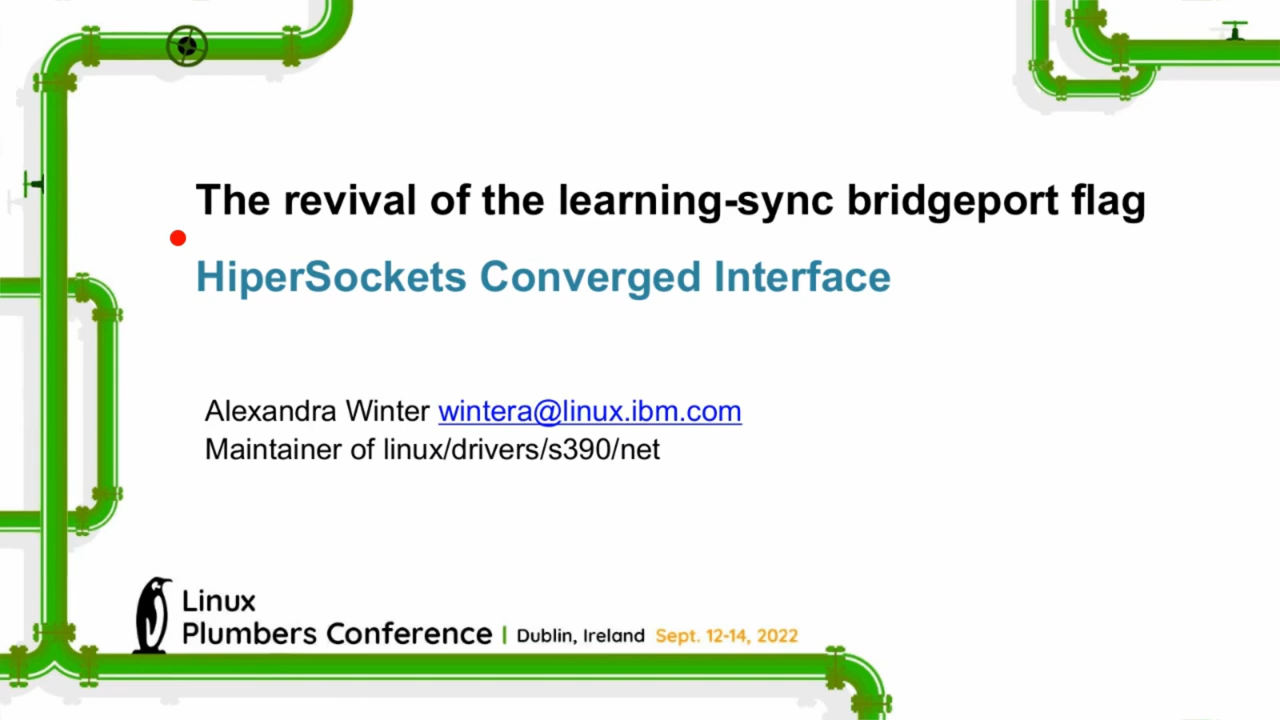 The revival of the learning-sync bridgeport flag
HiperSockets Converged Interface
Alexandra Winter wintera@linux.ibm.com
Maintainer of linux/drivers/s390/net
Linux
Plumbers Conference | Dublin, Ireland Sept. 12-14, 2022